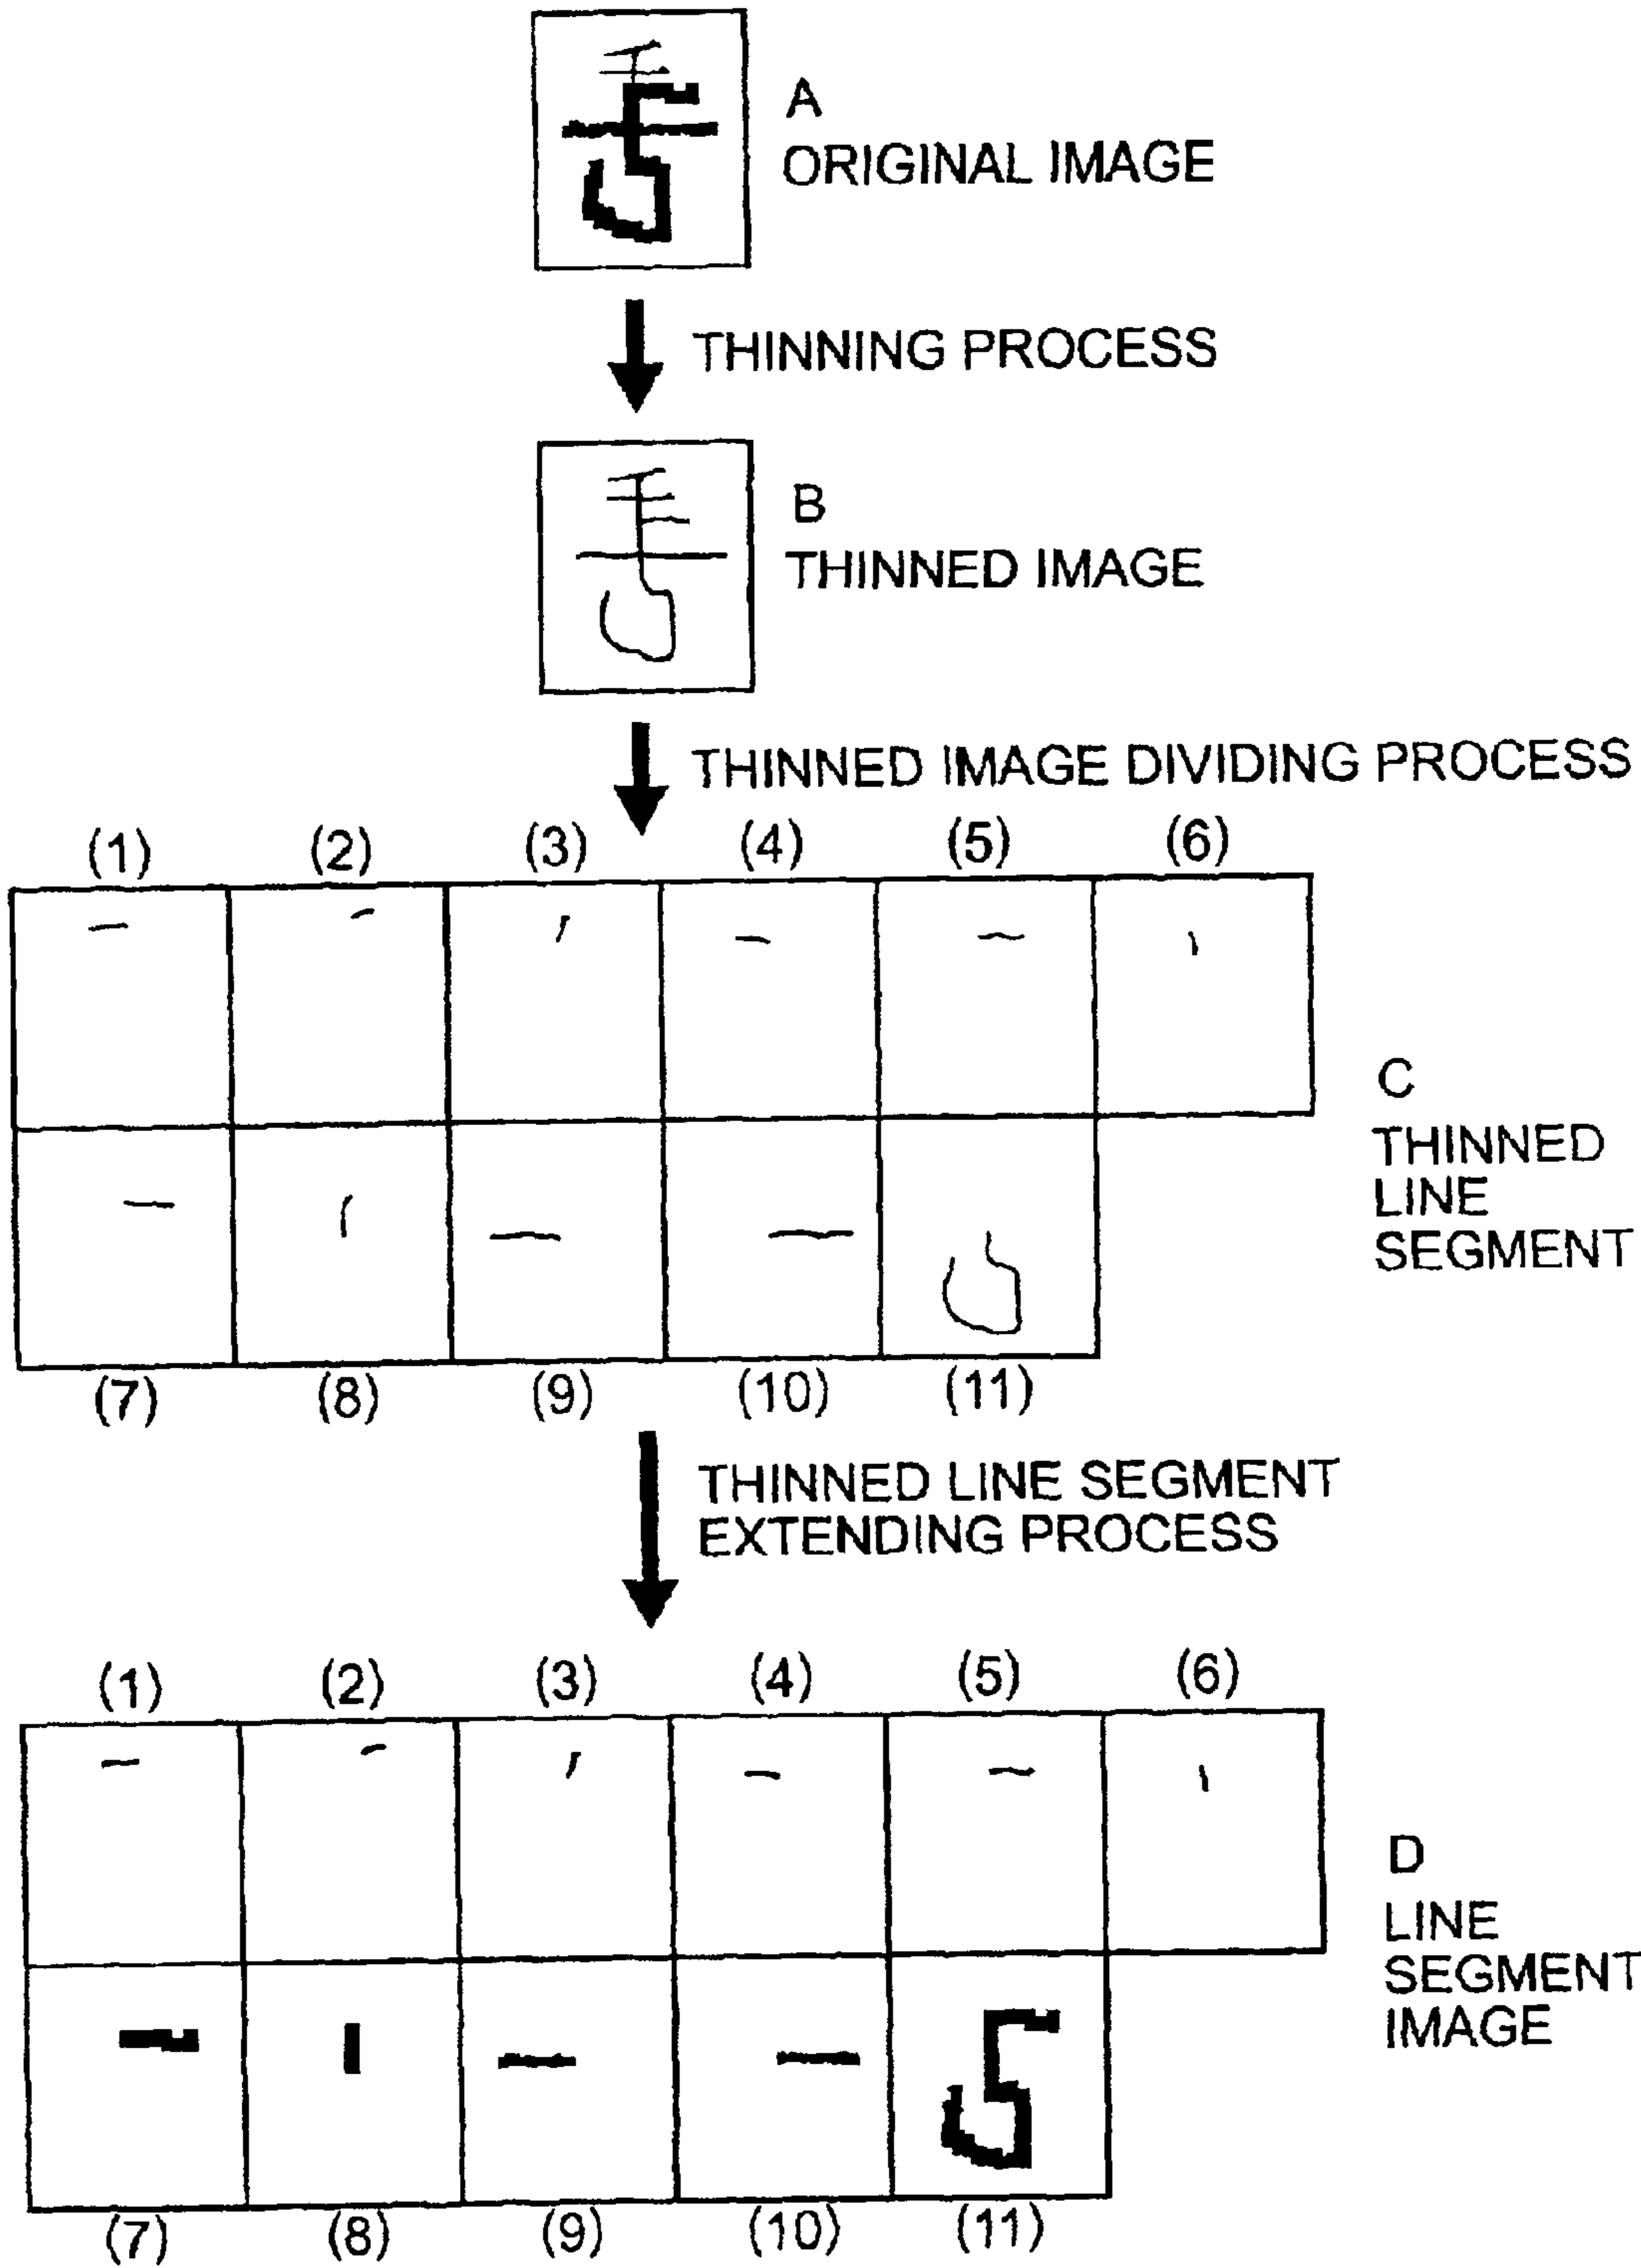 A
ORIGINAL IMAGE
THINNING PROCESS
B
THINNED IMAGE
THINNED IMAGE DIVIDING PROCESS
(1) (2) (3) (4) (5) (6)
C
THINNED
LINE
SEGMENT
(7) (8) (9) (10) (11)
THINNED LINE SEGMENT
EXTENDING PROCESS
(1) (2) (3) (4) (5) (6)
D
LINE
SEGMENT
IMAGE
(7) (8) (9) (10) (11)